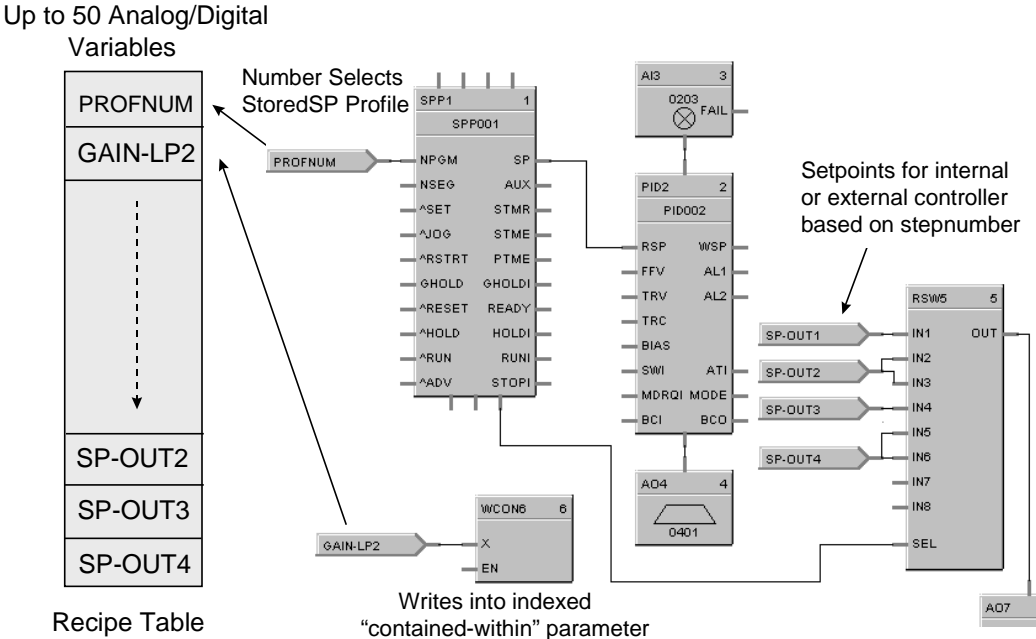 Up to 50 Analog/Digital
Variables
PROFNUM
GAIN-LP2
SP-OUT2
SP-OUT3
SP-OUT4
Recipe Table
Number Selects
StoredSP Profile
PROFNUM
SPP1 1
SPP001
NPGM SP
NSEG AUX
^SET STMR
^JOG STME
^RSTRT PTME
GHOLD GHOLDI
^RESET READY
^HOLD HOLDI
^RUN RUNI
^ADV STOPI
AI3 3
0203
FAIL
PID2 2
PID002
RSP WSP
FFV AL1
TRV AL2
TRC
BIAS
SWI ATI
MDRQI MODE
BCI BCO
AO4 4
0401
Setpoints for internal
or external controller
based on stepnumber
SP-OUT1
SP-OUT2
SP-OUT3
SP-OUT4
RSW5 5
IN1 OUT
IN2
IN3
IN4
IN5
IN6
IN7
IN8
SEL
AO7
GAIN-LP2
WCON6 6
X
EN
Writes into indexed
“contained-within” parameter